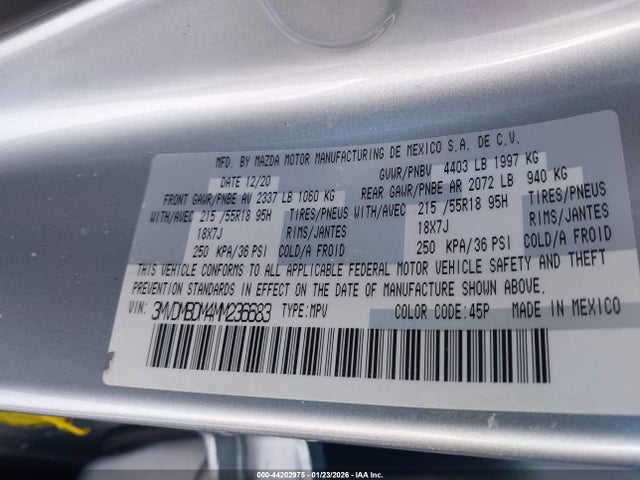 MFD. BY MAZDA MOTOR MANUFACTURING DE MEXICO S.A. DE C.V.
DATE 12/20 GVWR/PNBV 4403 LB 1997 KG
FRONT GAWR/PNBE AV 2337 LB 1060 KG REAR GAWR/PNBE AR 2072 LB 940 KG
WITH/AVEC 215 /55R18 95H TIRES/PNEUS WITH/AVEC 215 /55R18 95H TIRES/PNEUS
18X7J RIMS/JANTES 18X7J RIMS/JANTES
250 KPA/36 PSI COLD/A FROID 250 KPA/36 PSI COLD/A FROID
THIS VEHICLE CONFORMS TO ALL APPLICABLE FEDERAL MOTOR VEHICLE SAFETY AND THEFT
PREVENTION STANDARDS IN EFFECT ON THE DATE OF MANUFACTURE SHOWN ABOVE.
VIN: 3MVDMBDM4MM236683 TYPE:MPV COLOR CODE:45P MADE IN MEXICO
000-44202975 - 01/23/2026 - IAA Inc.